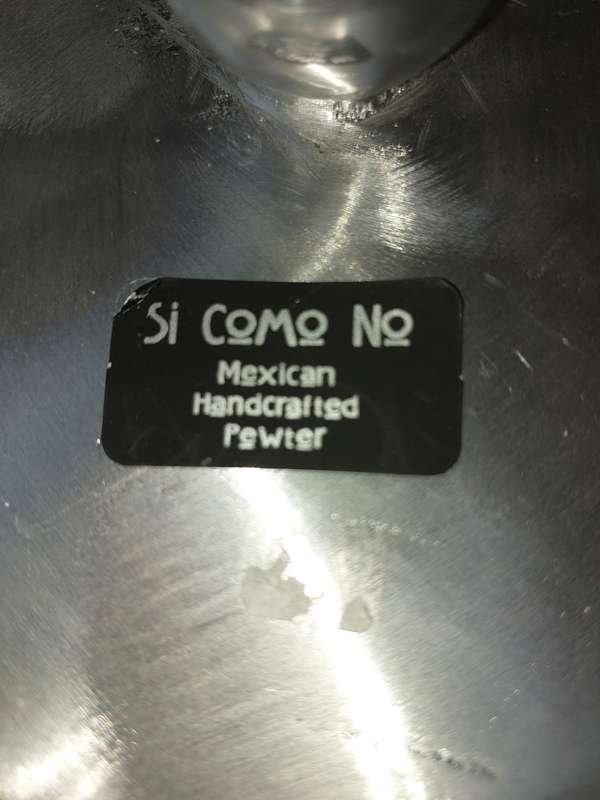 Si Como No
Mexican
Handcrafted
Pewter